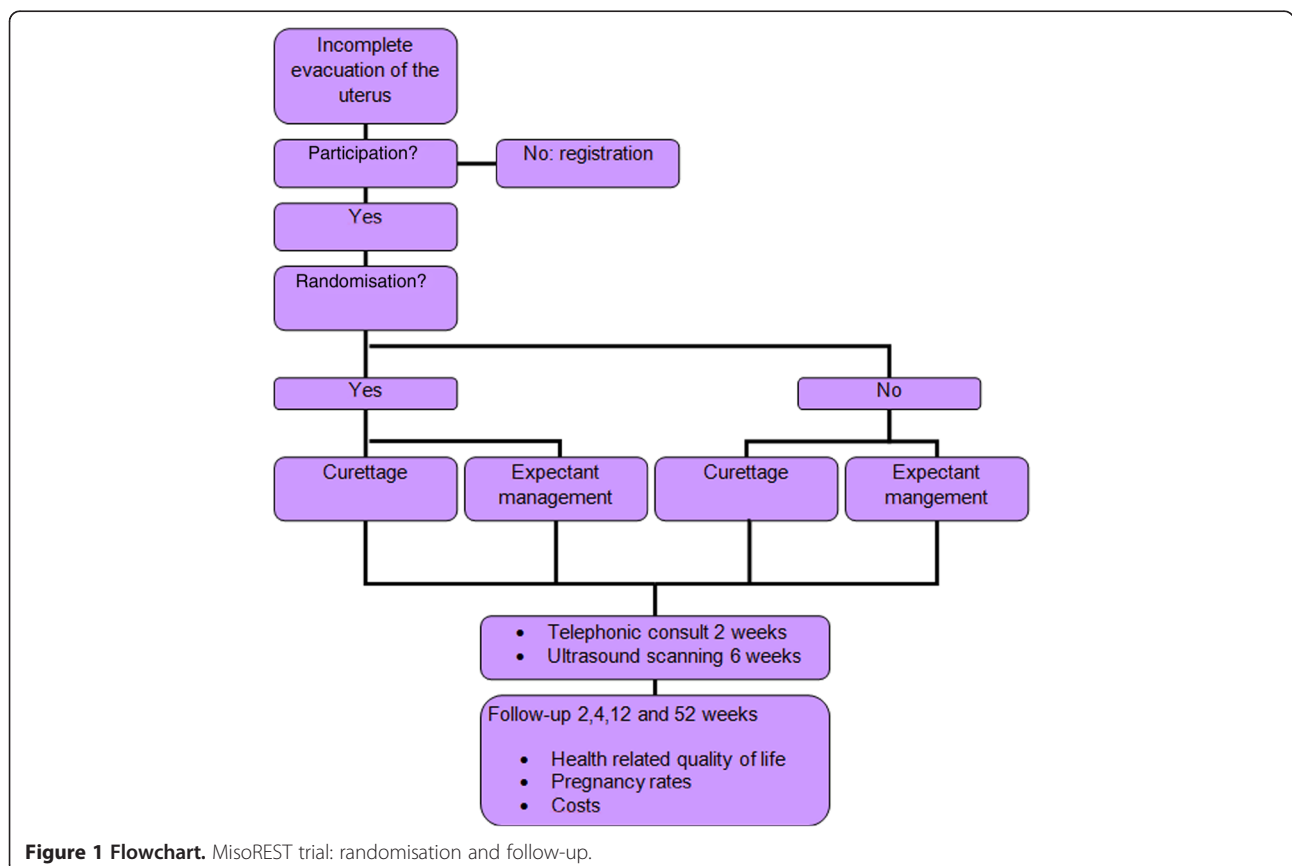 Incomplete
evacuation of the
uterus
Participation?
No: registration
Yes
Randomisation?
Yes
No
Curettage
Expectant
management
Curettage
Expectant
mangement
• Telephonic consult 2 weeks
• Ultrasound scanning 6 weeks
Follow-up 2,4,12 and 52 weeks
• Health related quality of life
• Pregnancy rates
• Costs
Figure 1 Flowchart. MisoREST trial: randomisation and follow-up.